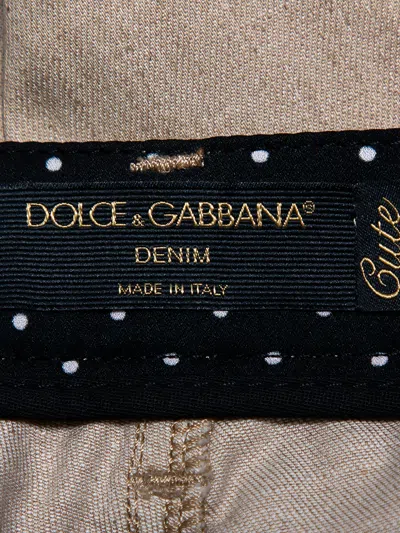 DOLCE & GABBANA®
DENIM
MADE IN ITALY
Cute